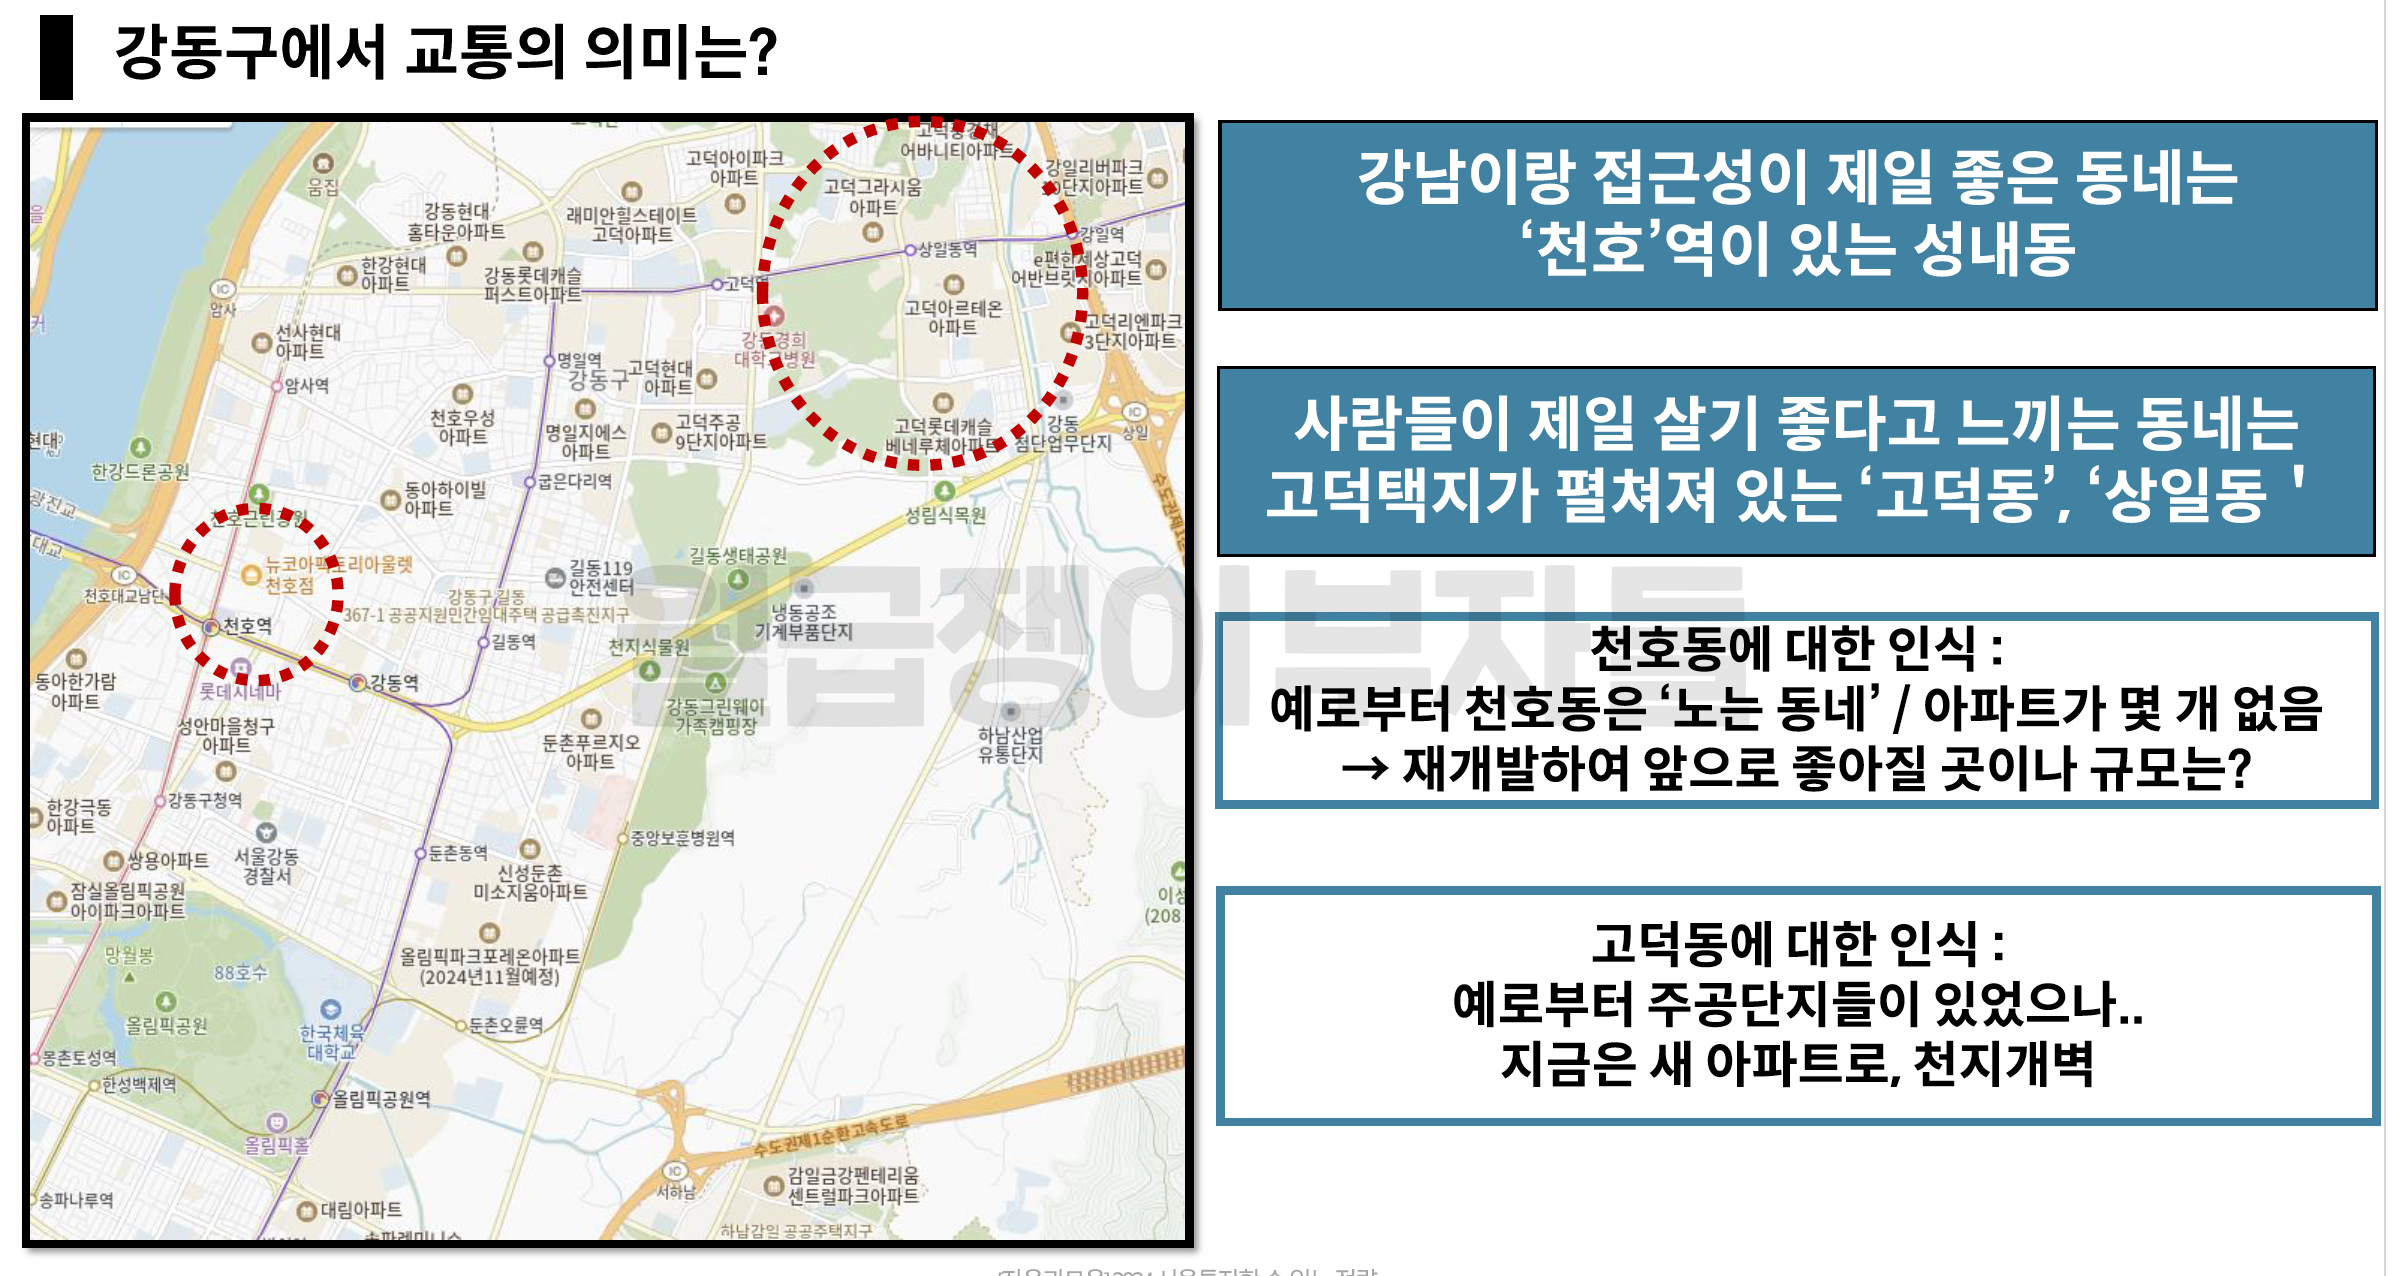 강동구에서 교통의 의미는?
강남이랑 접근성이 제일 좋은 동네는
‘천호’역이 있는 성내동
사람들이 제일 살기 좋다고 느끼는 동네는
고덕택지가 펼쳐져 있는 ‘고덕동’, ‘상일동 '
천호동에 대한 인식 :
예로부터 천호동은 ‘노는 동네’ / 아파트가 몇 개 없음
→ 재개발하여 앞으로 좋아질 곳이나 규모는?
고덕동에 대한 인식 :
예로부터 주공단지들이 있었으나..
지금은 새 아파트로, 천지개벽
월급쟁이부자들
어바니티아파트
움집
고덕아이파크
아파트
고덕그라시움
아파트
강일리버파크
단지아파트
강동현대
홈타운아파트
래미안힐스테이트
고덕아파트
상일동역
강일역
한강현대
아파트
강동롯데캐슬
퍼스트아파트
고덕역
e편한세상고덕
어반브릿지아파트
IC
암사
고덕아르테온
아파트
선사현대
아파트
강동경희
대학교병원
고덕리엔파크
3단지아파트
명일역
강동구
고덕현대
아파트
암사역
천호우성
아파트
명일지에스
아파트
고덕주공
9단지아파트
고덕롯데캐슬
베네루체아파트
강동
첨단업무단지
IC
상일
한강드론공원
굽은다리역
동아하이빌
아파트
성림식목원
광진교
천호근린공원
대교
뉴코아팩토리아울렛
천호점
길동119
안전센터
길동생태공원
IC
천호대교남단
강동구 길동
367-1 공공지원민간임대주택 공급촉진지구
냉동공조
기계부품단지
천호역
길동역
천지식물원
동아한가람
아파트
롯데시네마
강동역
강동그린웨이
가족캠핑장
성안마을청구
아파트
둔촌푸르지오
아파트
하남산업
유통단지
강동구청역
한강극동
아파트
중앙보훈병원역
쌍용아파트
서울강동
경찰서
둔촌동역
신성둔촌
미소지움아파트
잠실올림픽공원
아이파크아파트
(208.
망월봉
88호수
올림픽파크포레온아파트
(2024년11월예정)
올림픽공원
한국체육
대학교
둔촌오륜역
몽촌토성역
한성백제역
올림픽공원역
올림픽홀
수도권제1순환고속도로
IC
서하남
감일금강펜테리움
센트럴파크아파트
송파나루역
대림아파트
하남감일 공공주택지구